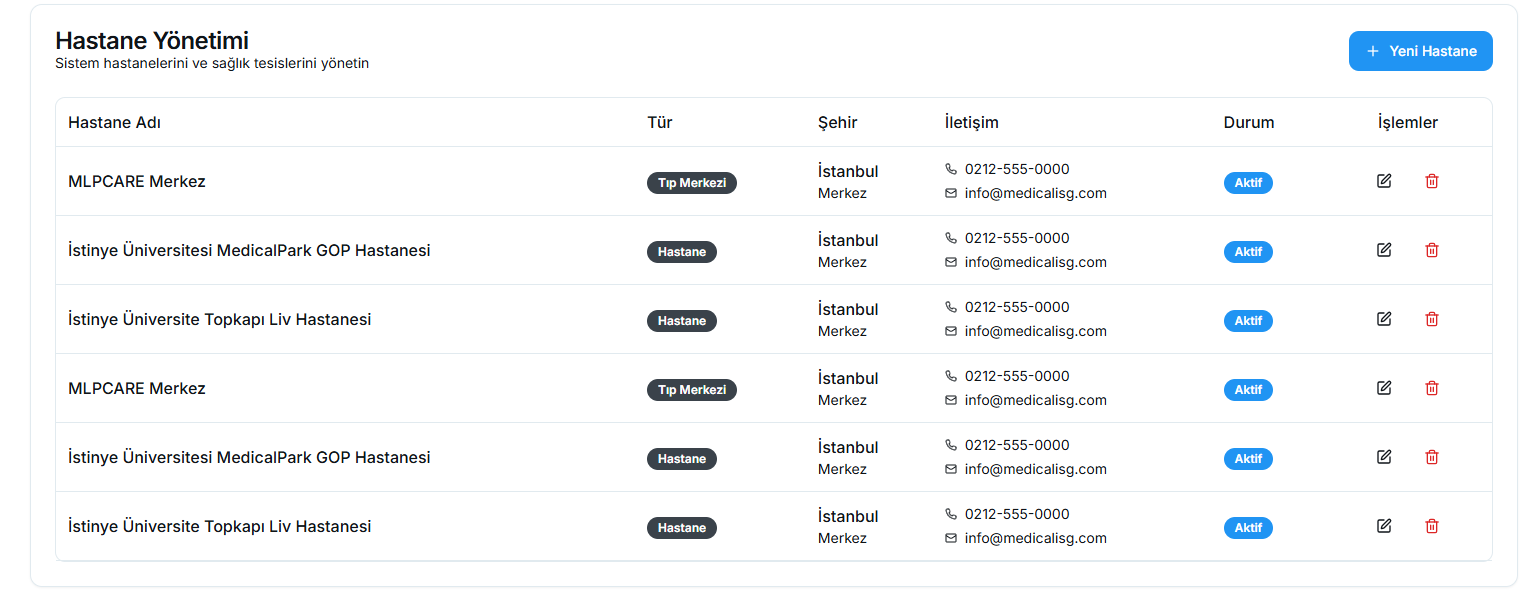 Hastane Yönetimi
Sistem hastanelerini ve sağlık tesislerini yönetin
Yeni Hastane
Hastane Adı Tür Şehir İletişim Durum İşlemler
MLPCARE Merkez Tıp Merkezi İstanbul 0212-555-0000 Aktif
Merkez info@medicalisg.com
İstinye Üniversitesi MedicalPark GOP Hastanesi Hastane İstanbul 0212-555-0000 Aktif
Merkez info@medicalisg.com
İstinye Üniversite Topkapı Liv Hastanesi Hastane İstanbul 0212-555-0000 Aktif
Merkez info@medicalisg.com
MLPCARE Merkez Tıp Merkezi İstanbul 0212-555-0000 Aktif
Merkez info@medicalisg.com
İstinye Üniversitesi MedicalPark GOP Hastanesi Hastane İstanbul 0212-555-0000 Aktif
Merkez info@medicalisg.com
İstinye Üniversite Topkapı Liv Hastanesi Hastane İstanbul 0212-555-0000 Aktif
Merkez info@medicalisg.com